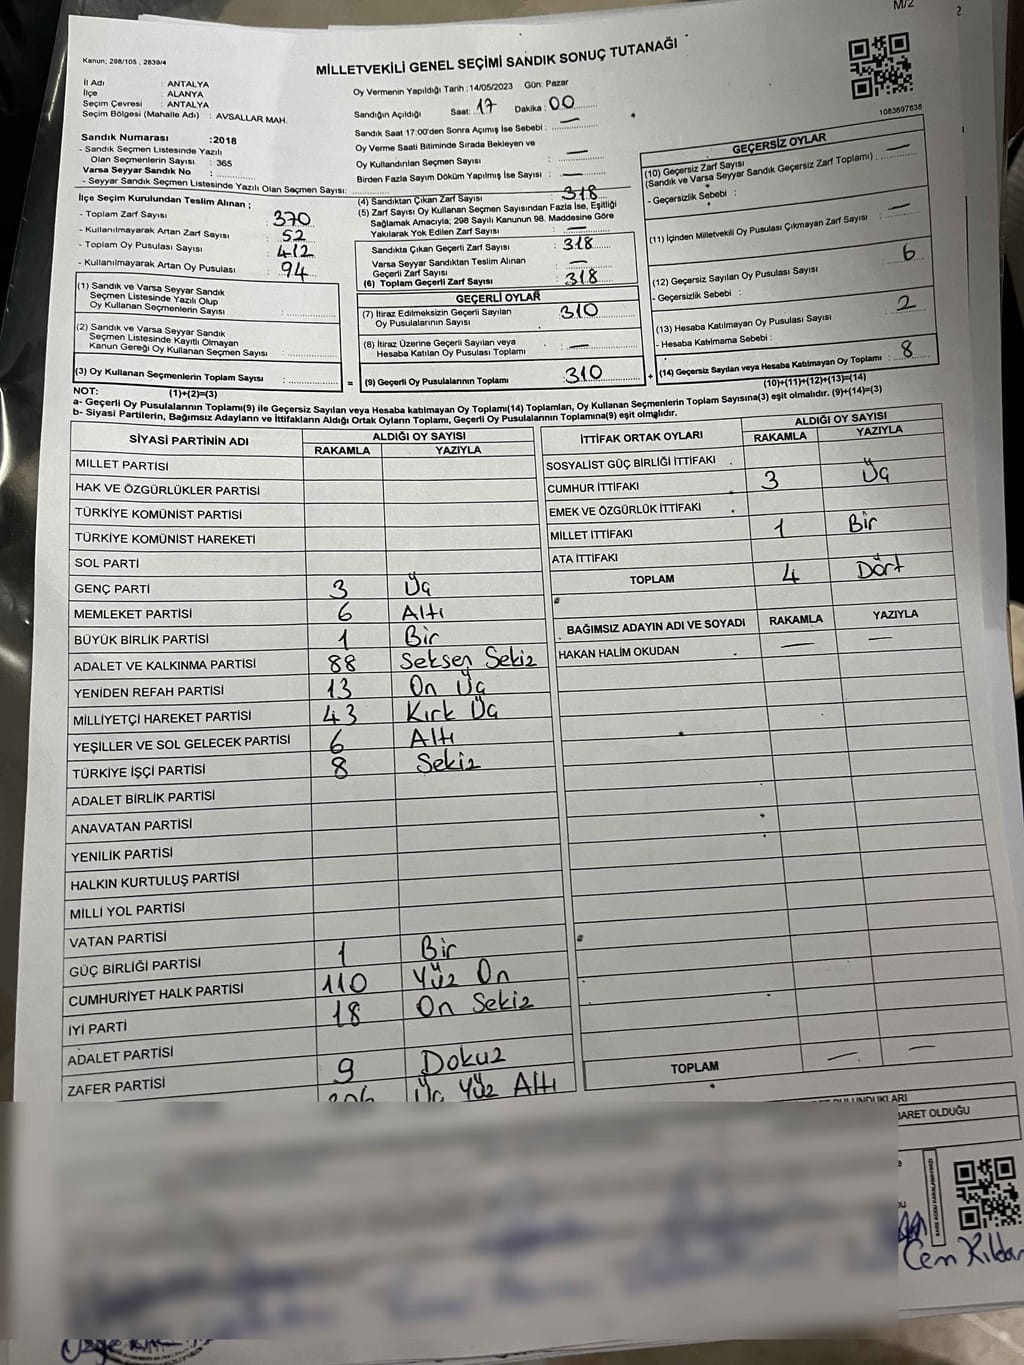 M/2
2
Kanun; 298/105 , 2839/4
MİLLETVEKİLİ GENEL SEÇİMİ SANDIK SONUÇ TUTANAĞI
İl Adı : ANTALYA
İlçe : ALANYA
Seçim Çevresi : ANTALYA
Seçim Bölgesi (Mahalle Adı) : AVSALLAR MAH.
Sandık Numarası :2018
- Sandık Seçmen Listesinde Yazılı
Olan Seçmenlerin Sayısı : 365
Varsa Seyyar Sandık No :
- Seyyar Sandık Seçmen Listesinde Yazılı Olan Seçmen Sayısı:
Oy Vermenin Yapıldığı Tarih :14/05/2023 Gün: Pazar
Sandığın Açıldığı Saat: 17 Dakika : 00
Sandık Saat 17:00'den Sonra Açılmış İse Sebebi : —
Oy Verme Saati Bitiminde Sırada Bekleyen ve
Oy Kullandırılan Seçmen Sayısı : —
Birden Fazla Sayım Döküm Yapılmış İse Sayısı : —
1083697838
İlçe Seçim Kurulundan Teslim Alınan ;
- Toplam Zarf Sayısı : 370
- Kullanılmayarak Artan Zarf Sayısı : 52
- Toplam Oy Pusulası Sayısı : 412
- Kullanılmayarak Artan Oy Pusulası : 94
(1) Sandık ve Varsa Seyyar Sandık
Seçmen Listesinde Yazılı Olup
Oy Kullanan Seçmenlerin Sayısı :
(2) Sandık ve Varsa Seyyar Sandık
Seçmen Listesinde Kayıtlı Olmayan
Kanun Gereği Oy Kullanan Seçmen Sayısı :
(3) Oy Kullanan Seçmenlerin Toplam Sayısı :
(1)+(2)=(3)
(4) Sandıktan Çıkan Zarf Sayısı : 318
(5) Zarf Sayısı Oy Kullanan Seçmen Sayısından Fazla İse, Eşitliği
Sağlamak Amacıyla; 298 Sayılı Kanunun 98. Maddesine Göre
Yakılarak Yok Edilen Zarf Sayısı : —
Sandıkta Çıkan Geçerli Zarf Sayısı : 318
Varsa Seyyar Sandıktan Teslim Alınan
Geçerli Zarf Sayısı : —
(6) Toplam Geçerli Zarf Sayısı : 318
GEÇERLİ OYLAR
(7) İtiraz Edilmeksizin Geçerli Sayılan
Oy Pusulalarının Sayısı : 310
(8) İtiraz Üzerine Geçerli Sayılan veya
Hesaba Katılan Oy Pusulası Toplamı : —
= (9) Geçerli Oy Pusulalarının Toplamı : 310
GEÇERSİZ OYLAR
(10) Geçersiz Zarf Sayısı
(Sandık ve Varsa Seyyar Sandık Geçersiz Zarf Toplamı) : —
- Geçersizlik Sebebi :
(11) İçinden Milletvekili Oy Pusulası Çıkmayan Zarf Sayısı : —
(12) Geçersiz Sayılan Oy Pusulası Sayısı : 6
- Geçersizlik Sebebi :
(13) Hesaba Katılmayan Oy Pusulası Sayısı : 2
- Hesaba Katılmama Sebebi :
+ (14) Geçersiz Sayılan veya Hesaba Katılmayan Oy Toplamı : 8
(10)+(11)+(12)+(13)=(14)
NOT:
a- Geçerli Oy Pusulalarının Toplamı(9) ile Geçersiz Sayılan veya Hesaba katılmayan Oy Toplamı(14) Toplamları, Oy Kullanan Seçmenlerin Toplam Sayısına(3) eşit olmalıdır. (9)+(14)=(3)
b- Siyasi Partilerin, Bağımsız Adayların ve İttifakların Aldığı Ortak Oyların Toplamı, Geçerli Oy Pusulalarının Toplamına(9) eşit olmalıdır.
SİYASİ PARTİNİN ADI ALDIĞI OY SAYISI
RAKAMLA YAZIYLA
MİLLET PARTİSİ
HAK VE ÖZGÜRLÜKLER PARTİSİ
TÜRKİYE KOMÜNİST PARTİSİ
TÜRKİYE KOMÜNİST HAREKETİ
SOL PARTİ
GENÇ PARTİ 3 Üç
MEMLEKET PARTİSİ 6 Altı
BÜYÜK BİRLİK PARTİSİ 1 Bir
ADALET VE KALKINMA PARTİSİ 88 Seksen Sekiz
YENİDEN REFAH PARTİSİ 13 On Üç
MİLLİYETÇİ HAREKET PARTİSİ 43 Kırk Üç
YEŞİLLER VE SOL GELECEK PARTİSİ 6 Altı
TÜRKİYE İŞÇİ PARTİSİ 8 Sekiz
ADALET BİRLİK PARTİSİ
ANAVATAN PARTİSİ
YENİLİK PARTİSİ
HALKIN KURTULUŞ PARTİSİ
MİLLİ YOL PARTİSİ
VATAN PARTİSİ
GÜÇ BİRLİĞİ PARTİSİ 1 Bir
CUMHURİYET HALK PARTİSİ 110 Yüz On
İYİ PARTİ 18 On Sekiz
ADALET PARTİSİ
ZAFER PARTİSİ 9 Dokuz
306 Üç Yüz Altı
İTTİFAK ORTAK OYLARI ALDIĞI OY SAYISI
RAKAMLA YAZIYLA
SOSYALİST GÜÇ BİRLİĞİ İTTİFAKI
CUMHUR İTTİFAKI 3 Üç
EMEK VE ÖZGÜRLÜK İTTİFAKI
MİLLET İTTİFAKI 1 Bir
ATA İTTİFAKI
TOPLAM 4 Dört
BAĞIMSIZ ADAYIN ADI VE SOYADI RAKAMLA YAZIYLA
HAKAN HALİM OKUDAN — —
TOPLAM — —
BULUNDUKLARI
BARET OLDUĞU
Cem